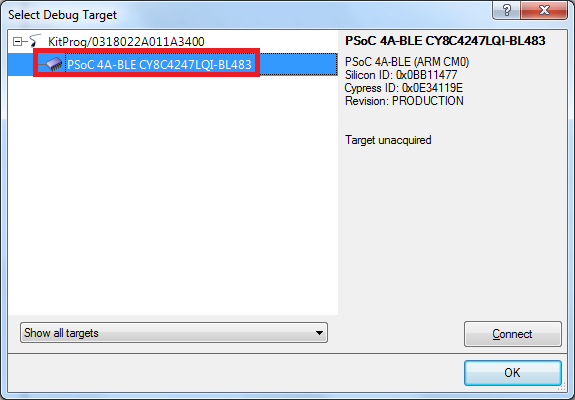 Select Debug Target
KitProg/0318022A011A3400
PSoC 4A-BLE CY8C4247LQI-BL483
PSoC 4A-BLE CY8C4247LQI-BL483
PSoC 4A-BLE (ARM CM0)
Silicon ID: 0x0BB11477
Cypress ID: 0x0E34119E
Revision: PRODUCTION
Target unacquired
Show all targets
Connect
OK